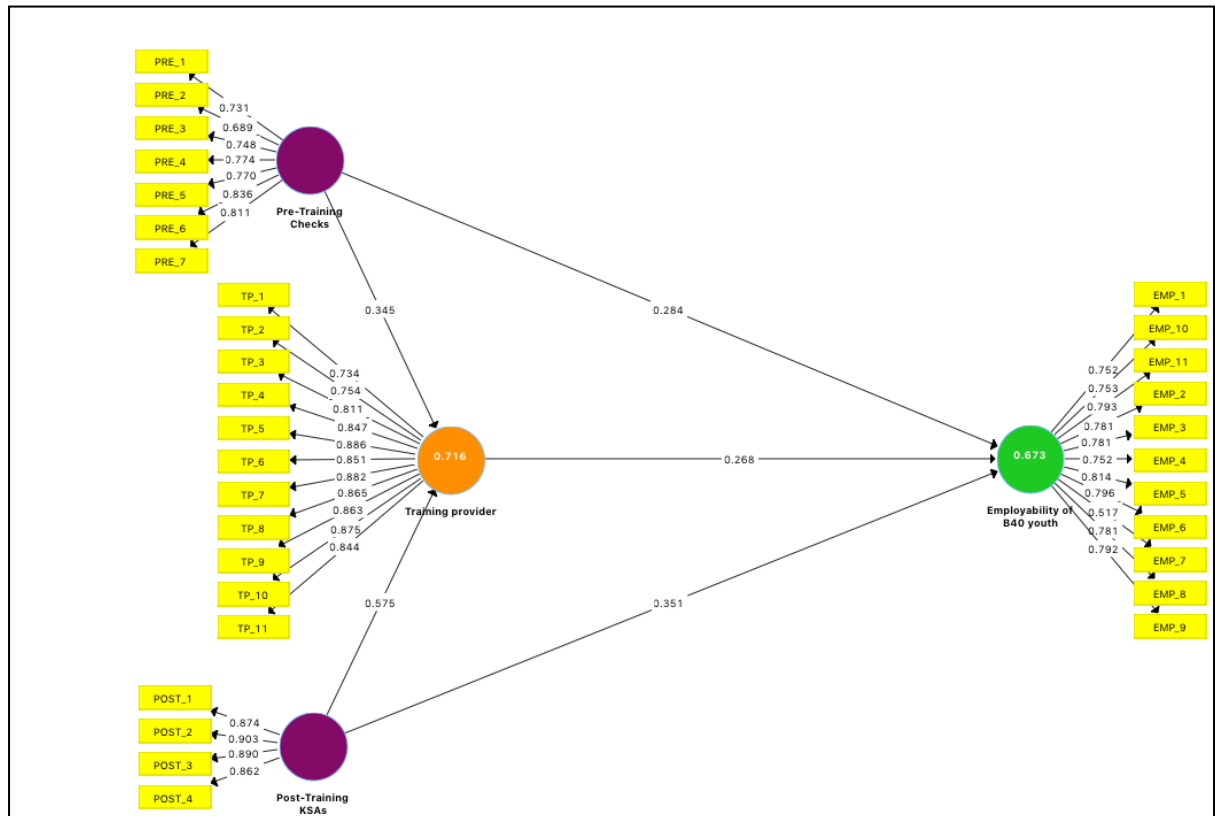 PRE_1
PRE_2
PRE_3
PRE_4
PRE_5
PRE_6
PRE_7
0.731
0.689
0.748
0.774
0.770
0.836
0.811
Pre-Training
Checks
0.345
0.284
TP_1
TP_2
TP_3
TP_4
TP_5
TP_6
TP_7
TP_8
TP_9
TP_10
TP_11
0.734
0.754
0.811
0.847
0.886
0.851
0.882
0.865
0.863
0.875
0.844
0.716
Training provider
0.268
0.673
Employability of
B40 youth
0.752
0.753
0.793
0.781
0.781
0.752
0.814
0.796
0.517
0.781
0.792
EMP_1
EMP_10
EMP_11
EMP_2
EMP_3
EMP_4
EMP_5
EMP_6
EMP_7
EMP_8
EMP_9
0.575
0.351
POST_1
POST_2
POST_3
POST_4
0.874
0.903
0.890
0.862
Post-Training
KSAs